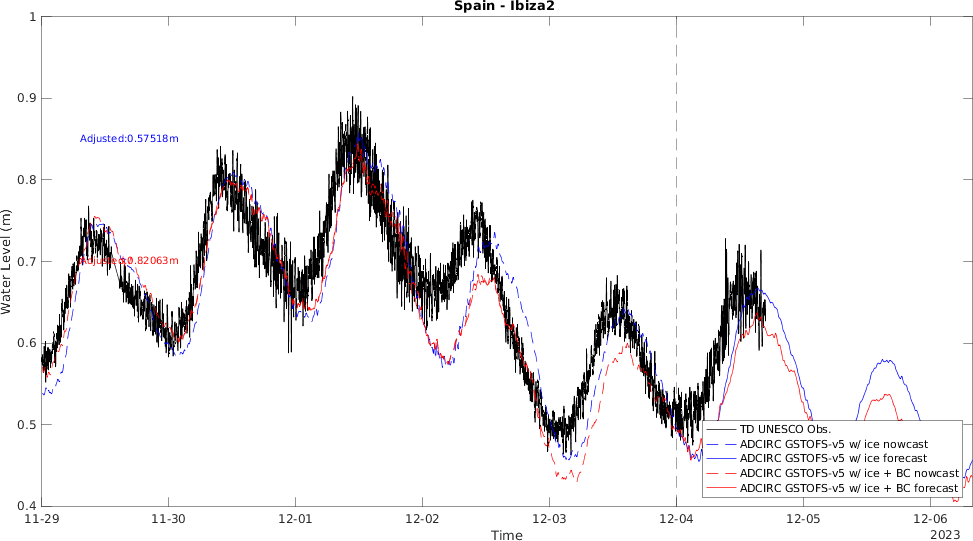 Spain - Ibiza2
1
0.9
0.8
0.7
0.6
0.5
0.4
Water Level (m)
Adjusted:0.57518m
Adjusted:0.82063m
TD UNESCO Obs.
ADCIRC GSTOFS-v5 w/ ice nowcast
ADCIRC GSTOFS-v5 w/ ice forecast
ADCIRC GSTOFS-v5 w/ ice + BC nowcast
ADCIRC GSTOFS-v5 w/ ice + BC forecast
11-29 11-30 12-01 12-02 12-03 12-04 12-05 12-06
Time
2023